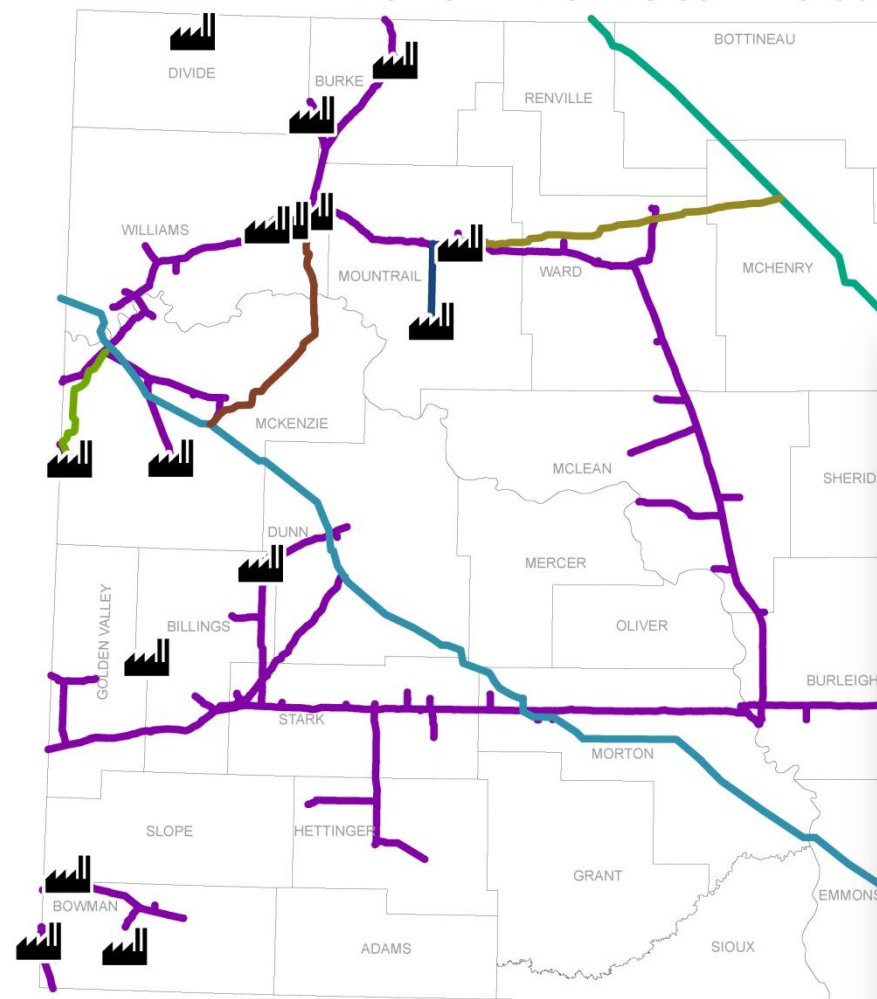 BOTTINEAU
DIVIDE
BURKE
RENVILLE
WILLIAMS
MOUNTRAIL
WARD
MCHENRY
MCKENZIE
MCLEAN
SHERID
DUNN
MERCER
GOLDEN VALLEY
BILLINGS
OLIVER
BURLEIGH
STARK
MORTON
SLOPE
HETTINGER
GRANT
EMMONS
BOWMAN
ADAMS
SIOUX